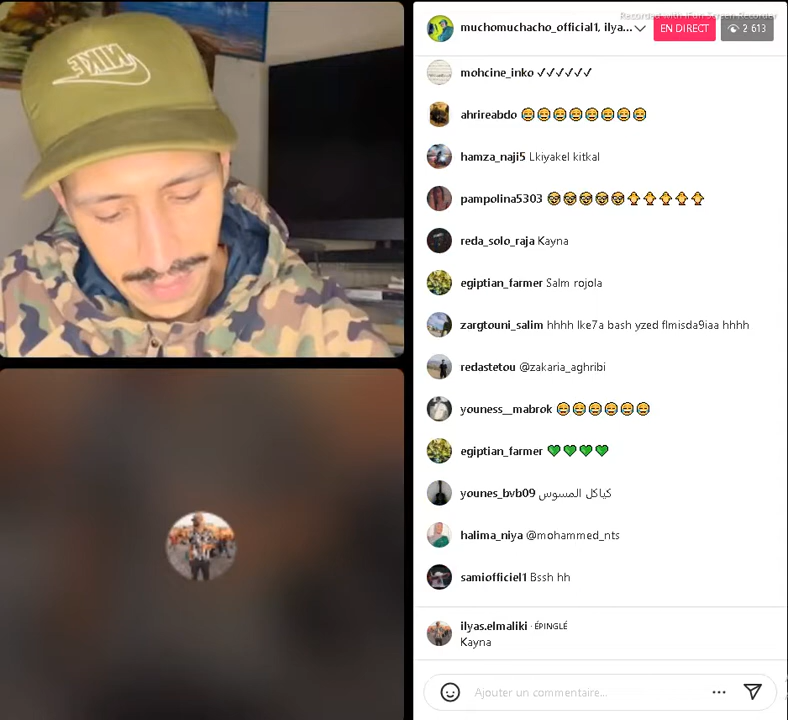 Recorded with iFun Screen Recorder
muchomuchacho_official1, ilya...
EN DIRECT
2 613
NIKE
mohcine_inko ✓✓✓✓✓✓
ahrireabdo 😂😂😂😂😂😂😂😂
hamza_naji5 Lkiyakel kitkal
pampolina5303 🤣🤣🤣🤣🤣🐥🐥🐥🐥🐥
reda_solo_raja Kayna
egiptian_farmer Salm rojola
zargtouni_salim hhhh lke7a bash yzed flmisda9iaa hhhh
redastetou @zakaria_aghribi
youness__mabrok 😂😂😂😂😂😂
egiptian_farmer 💚💚💚💚
younes_bvb09 كياكل المسوس
halima_niya @mohammed_nts
samiofficiel1 Bssh hh
ilyas.elmaliki · ÉPINGLÉ
Kayna
Ajouter un commentaire...